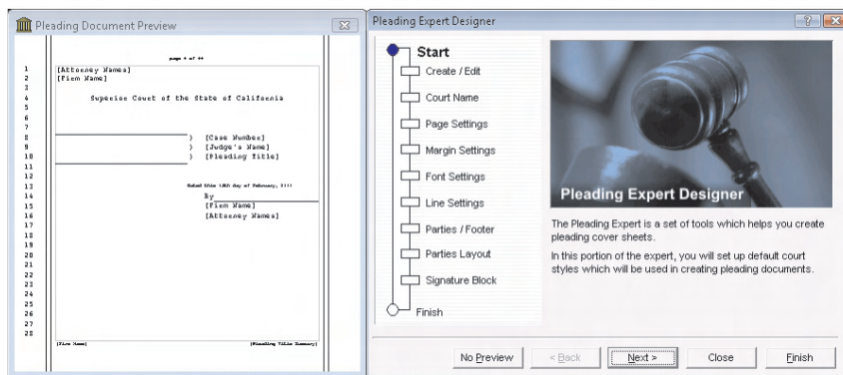 Pleading Document Preview
page # of ##
1 [Attorney Names]
2 [Firm Name]
3
4 Superior Court of the State of California
5
6
7
8 ) [Case Number]
9 ) [Judge's Name]
10 ) [Pleading Title]
11
12
13 Dated this 12th day of February,
14 By
15 [Firm Name]
16 [Attorney Names]
17
18
19
20
21
22
23
24
25
26
27
28
[Firm Name] [Pleading Title Summary]
Pleading Expert Designer
Start
Create / Edit
Court Name
Page Settings
Margin Settings
Font Settings
Line Settings
Parties / Footer
Parties Layout
Signature Block
Finish
Pleading Expert Designer
The Pleading Expert is a set of tools which helps you create
pleading cover sheets.
In this portion of the expert, you will set up default court
styles which will be used in creating pleading documents.
No Preview < Back Next > Close Finish